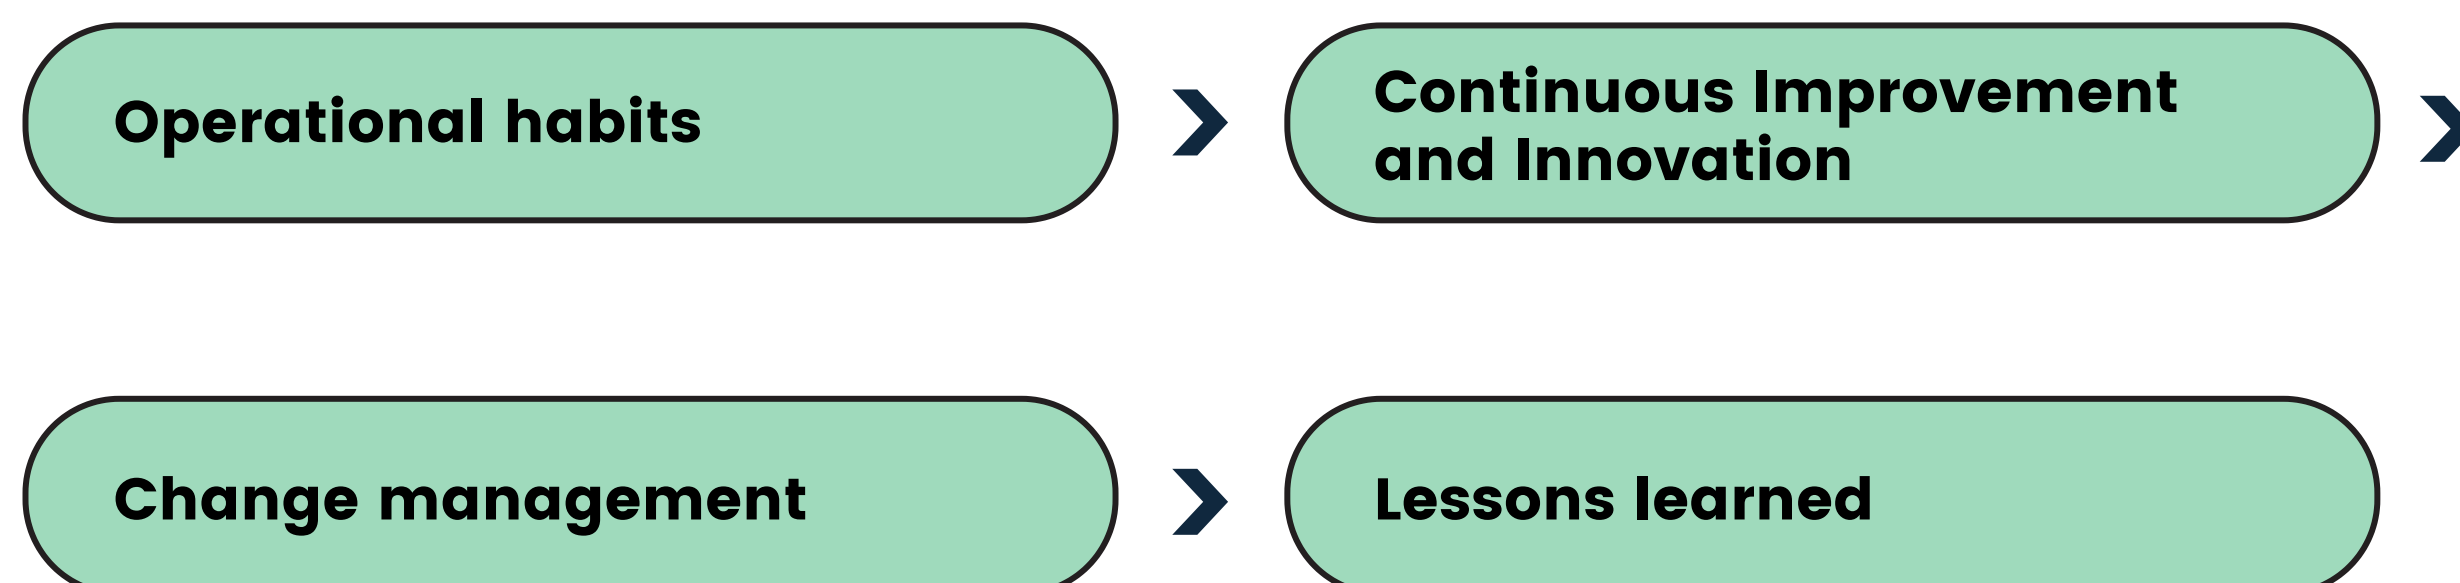 Operational habits
Continuous Improvement
and Innovation
Change management
Lessons learned